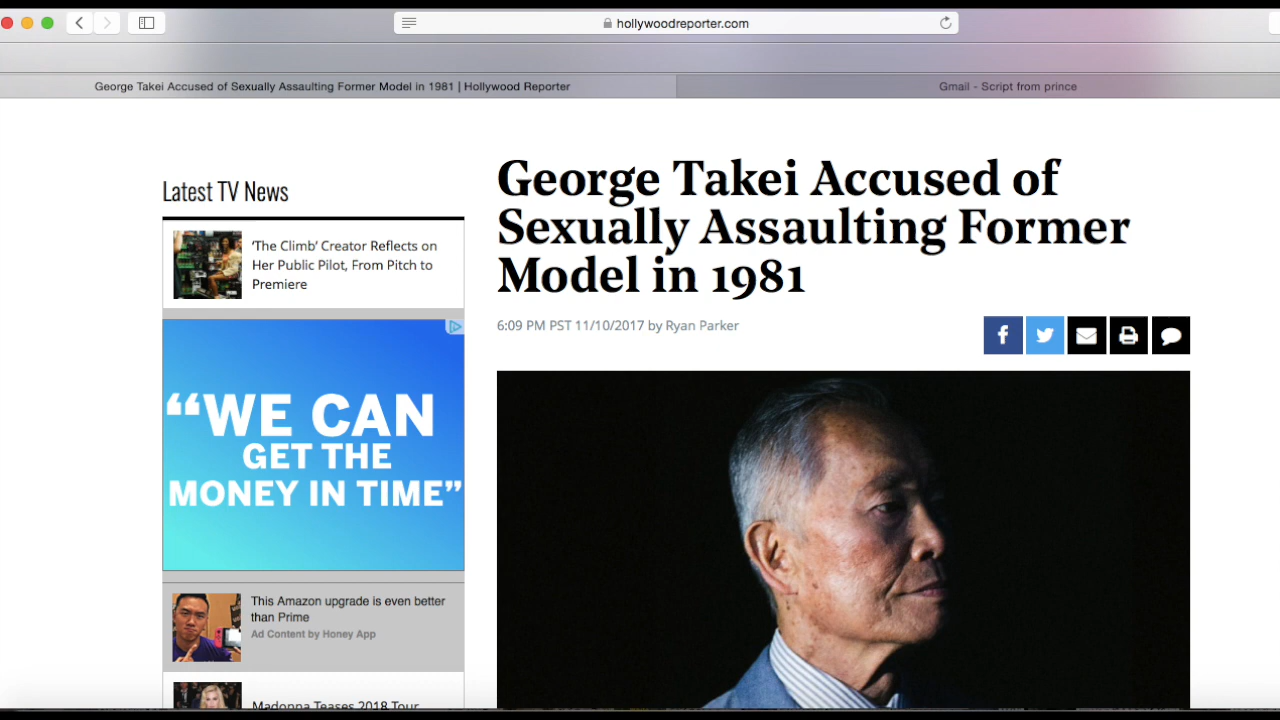 hollywoodreporter.com
George Takei Accused of Sexually Assaulting Former Model in 1981 | Hollywood Reporter
Gmail - Script from prince
Latest TV News
'The Climb' Creator Reflects on
Her Public Pilot, From Pitch to
Premiere
“WE CAN
GET THE
MONEY IN TIME”
This Amazon upgrade is even better
than Prime
Ad Content by Honey App
Madonna Teases 2018 Tour
George Takei Accused of
Sexually Assaulting Former
Model in 1981
6:09 PM PST 11/10/2017 by Ryan Parker